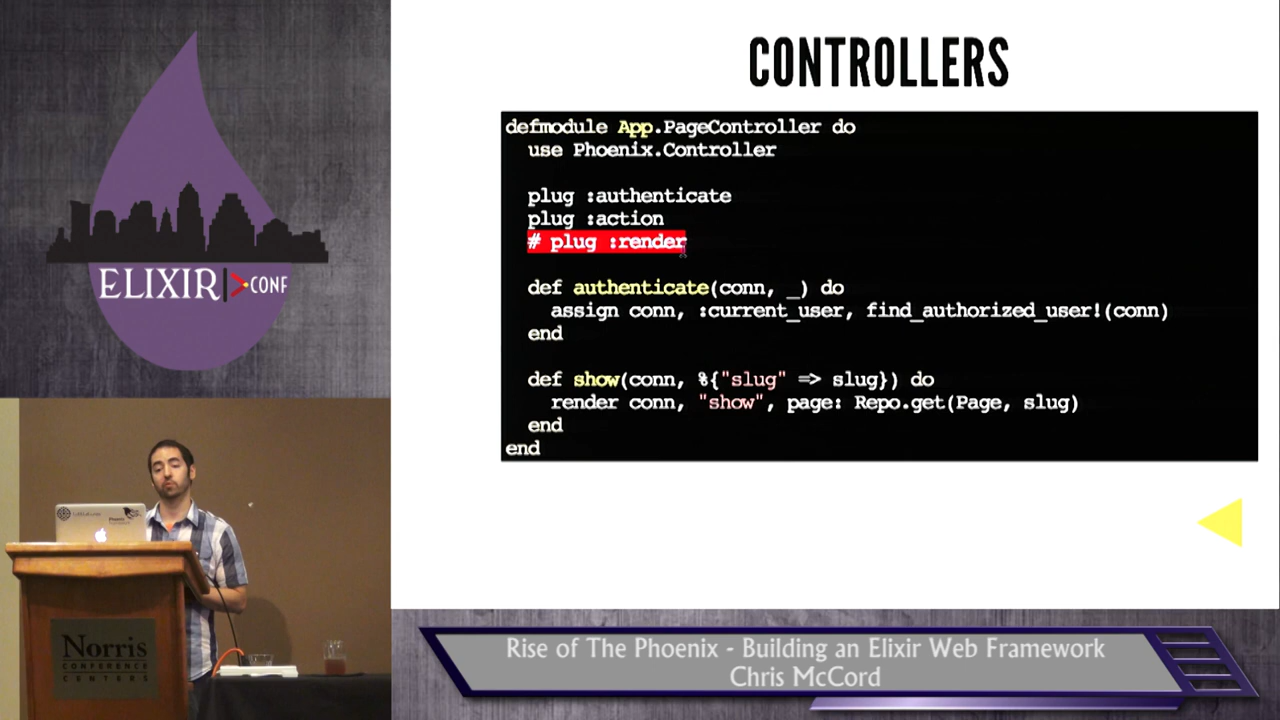 CONTROLLERS
defmodule App.PageController do
  use Phoenix.Controller

  plug :authenticate
  plug :action
  # plug :render

  def authenticate(conn, _) do
    assign conn, :current_user, find_authorized_user!(conn)
  end

  def show(conn, %{"slug" => slug}) do
    render conn, "show", page: Repo.get(Page, slug)
  end
end
ELIXIR CONF
Phoenix
Norris
CONFERENCE
CENTERS
Rise of The Phoenix - Building an Elixir Web Framework
Chris McCord